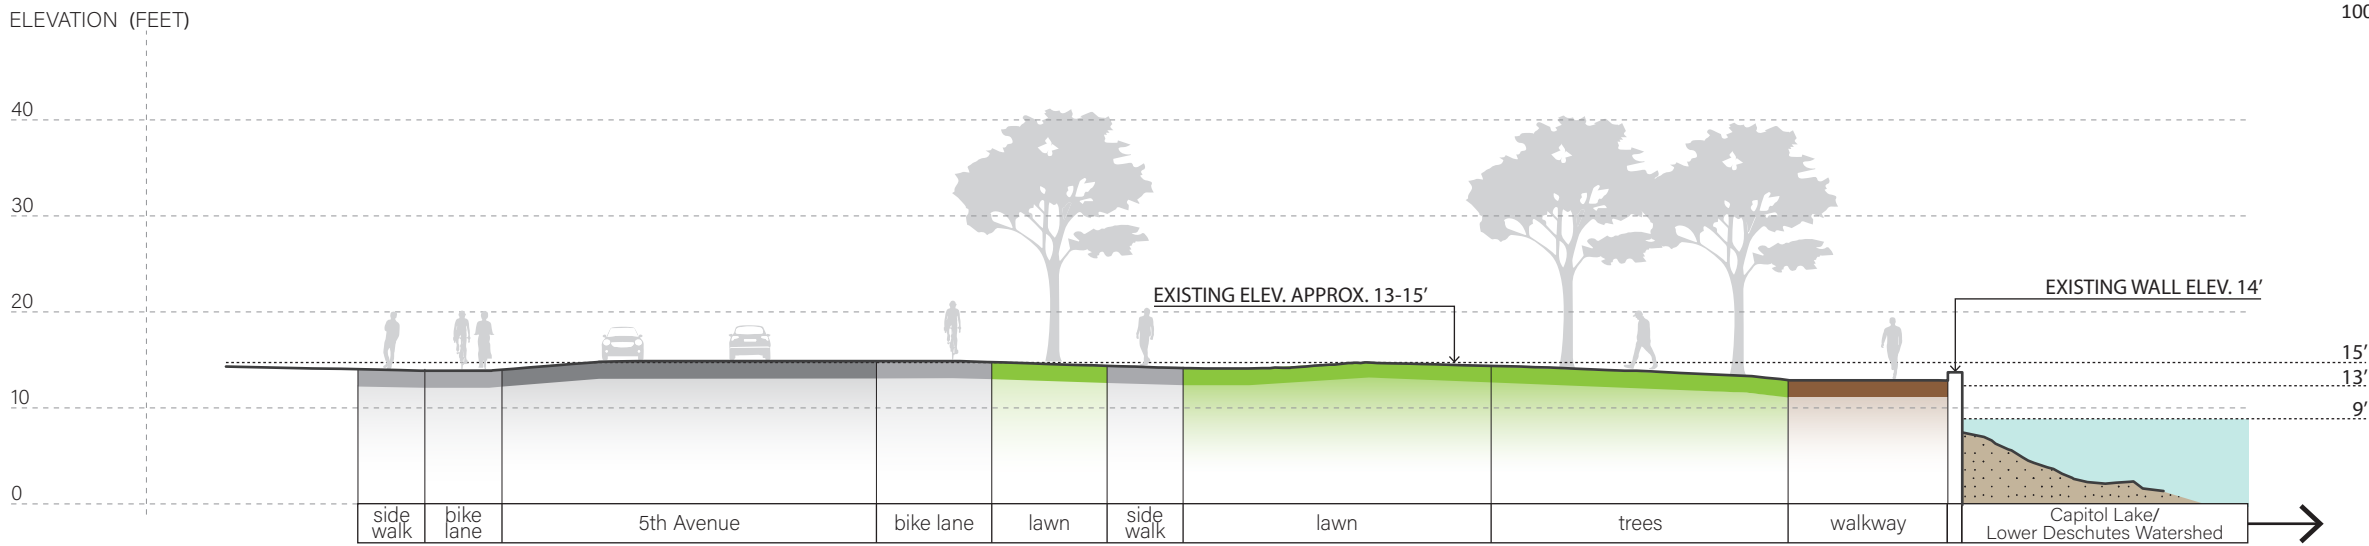 ELEVATION (FEET)
100
40
30
20
10
0
EXISTING ELEV. APPROX. 13-15’
EXISTING WALL ELEV. 14’
15’
13’
9’
side
walk
bike
lane
5th Avenue
bike lane
lawn
side
walk
lawn
trees
walkway
Capitol Lake/
Lower Deschutes Watershed